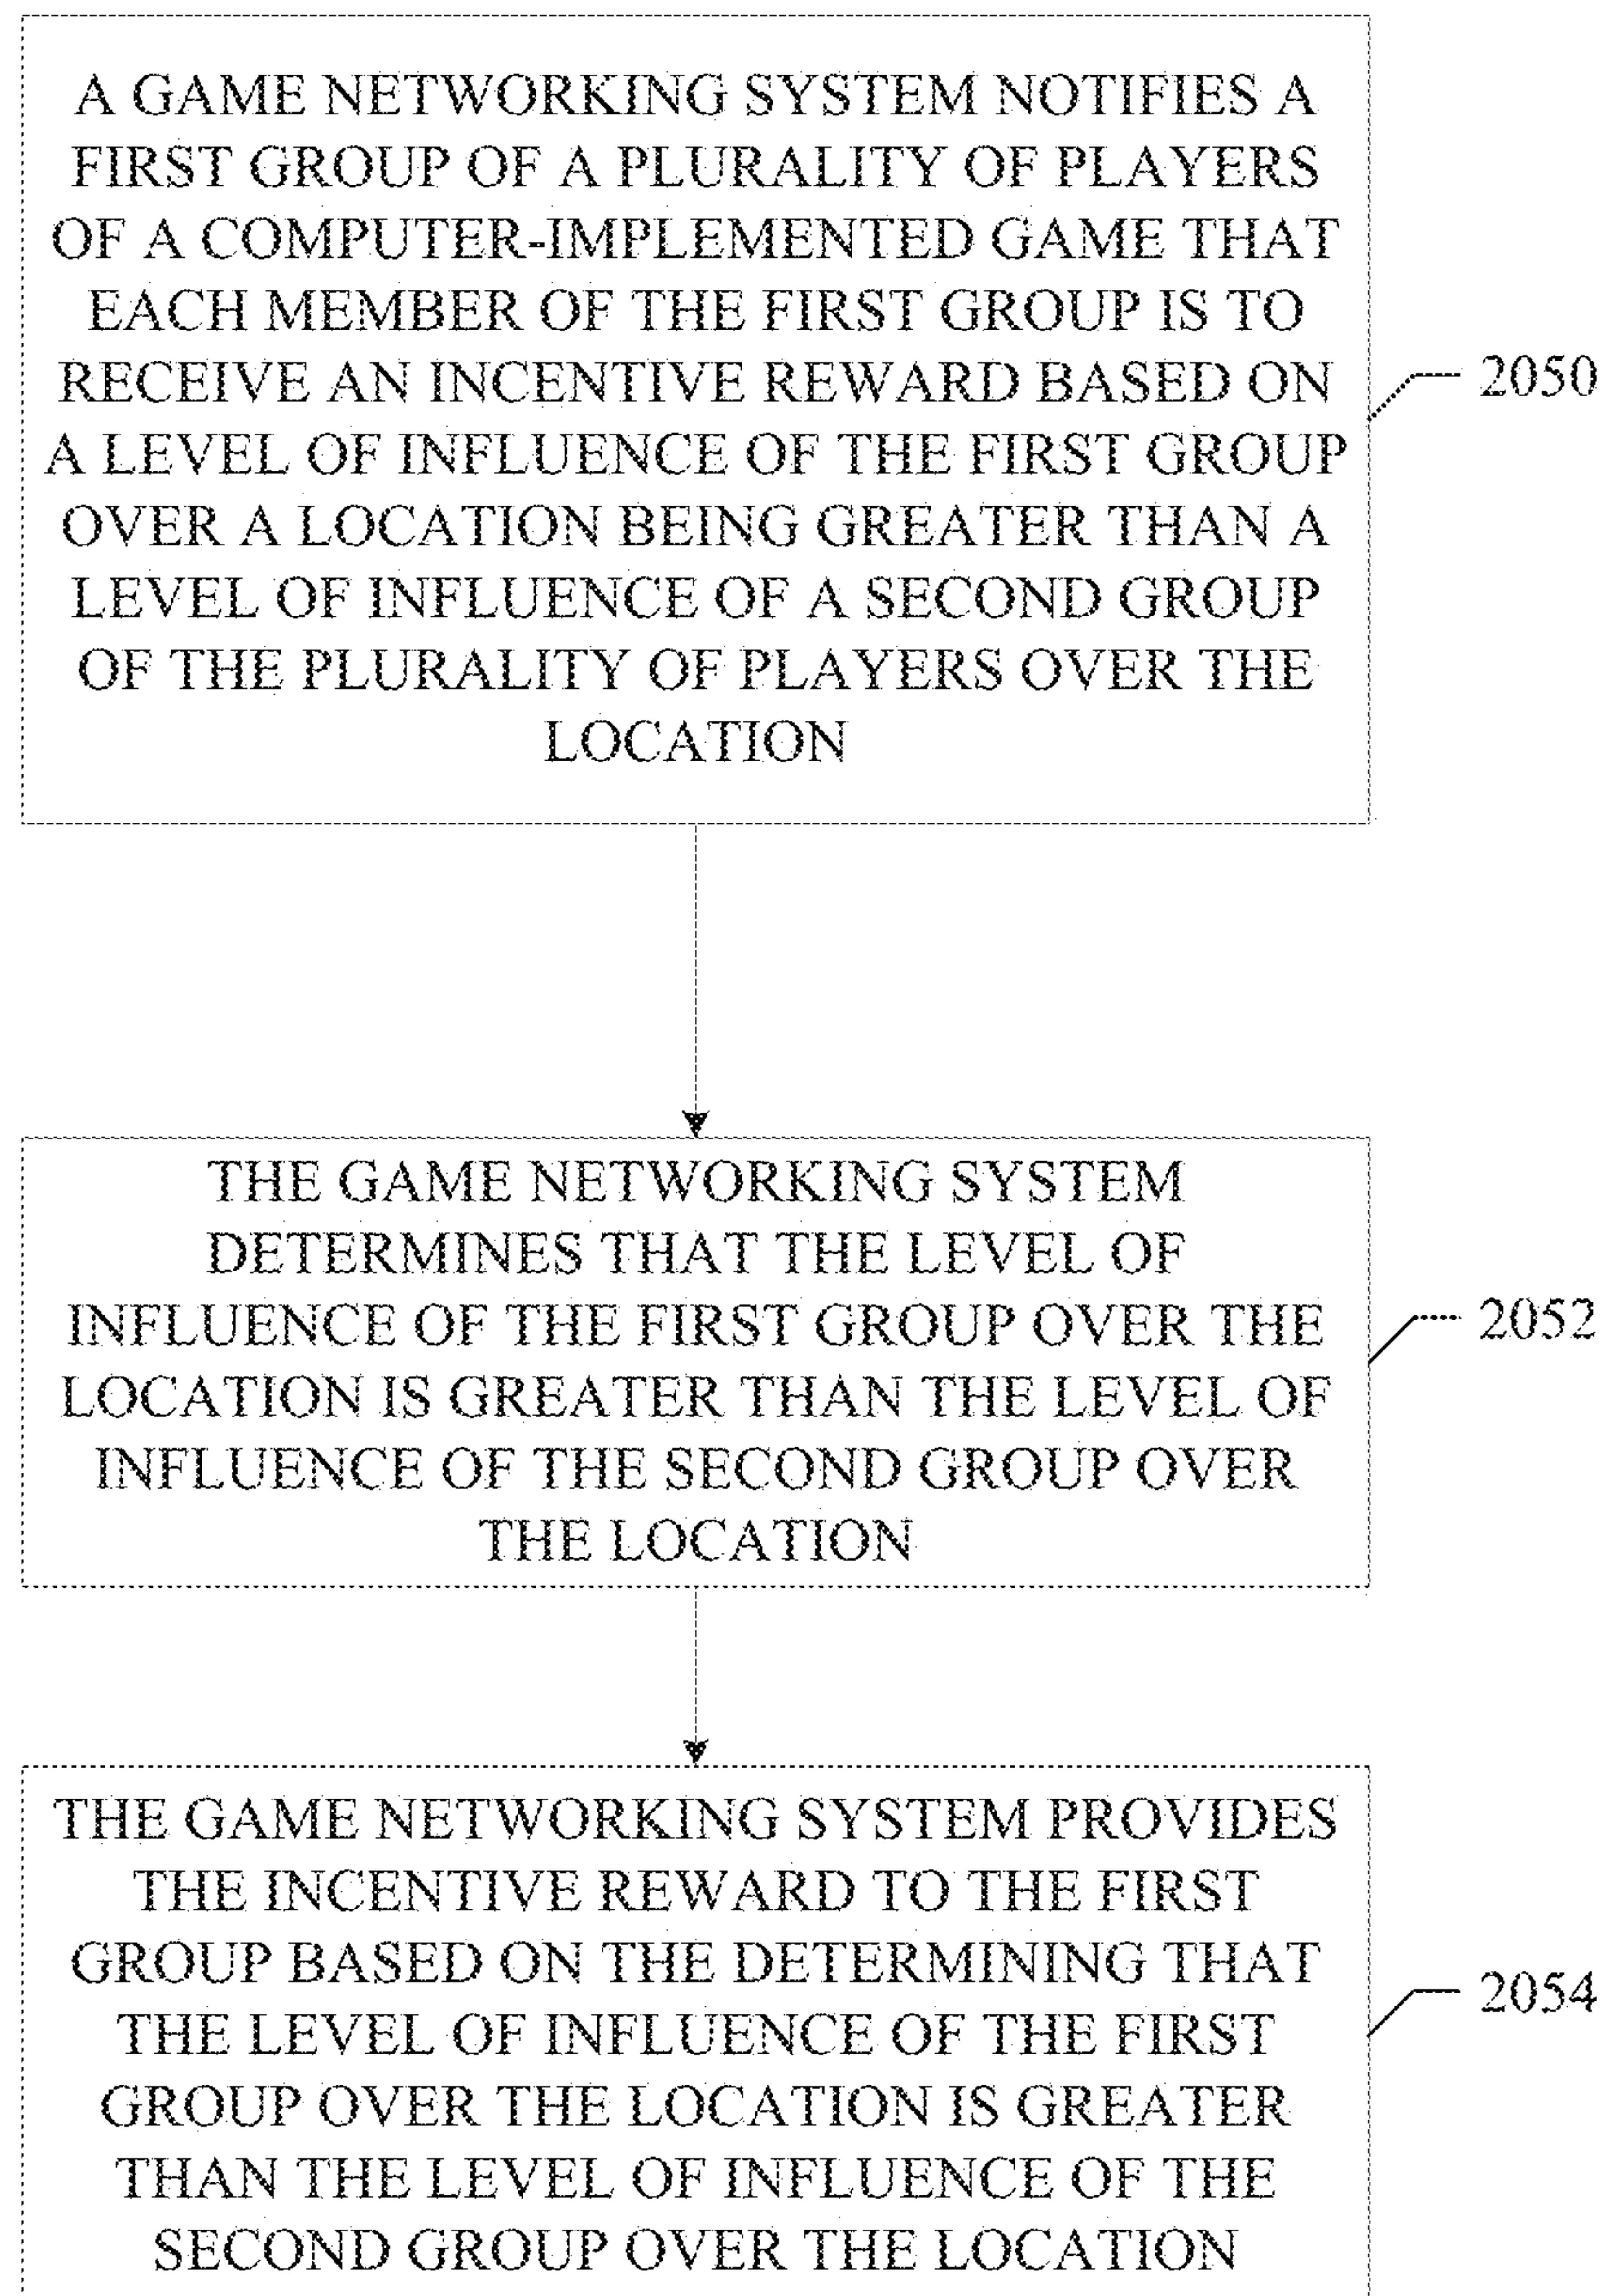 A GAME NETWORKING SYSTEM NOTIFIES A
FIRST GROUP OF A PLURALITY OF PLAYERS
OF A COMPUTER-IMPLEMENTED GAME THAT
EACH MEMBER OF THE FIRST GROUP IS TO
RECEIVE AN INCENTIVE REWARD BASED ON
A LEVEL OF INFLUENCE OF THE FIRST GROUP
OVER A LOCATION BEING GREATER THAN A
LEVEL OF INFLUENCE OF A SECOND GROUP
OF THE PLURALITY OF PLAYERS OVER THE
LOCATION
2050
THE GAME NETWORKING SYSTEM
DETERMINES THAT THE LEVEL OF
INFLUENCE OF THE FIRST GROUP OVER THE
LOCATION IS GREATER THAN THE LEVEL OF
INFLUENCE OF THE SECOND GROUP OVER
THE LOCATION
2052
THE GAME NETWORKING SYSTEM PROVIDES
THE INCENTIVE REWARD TO THE FIRST
GROUP BASED ON THE DETERMINING THAT
THE LEVEL OF INFLUENCE OF THE FIRST
GROUP OVER THE LOCATION IS GREATER
THAN THE LEVEL OF INFLUENCE OF THE
SECOND GROUP OVER THE LOCATION
2054